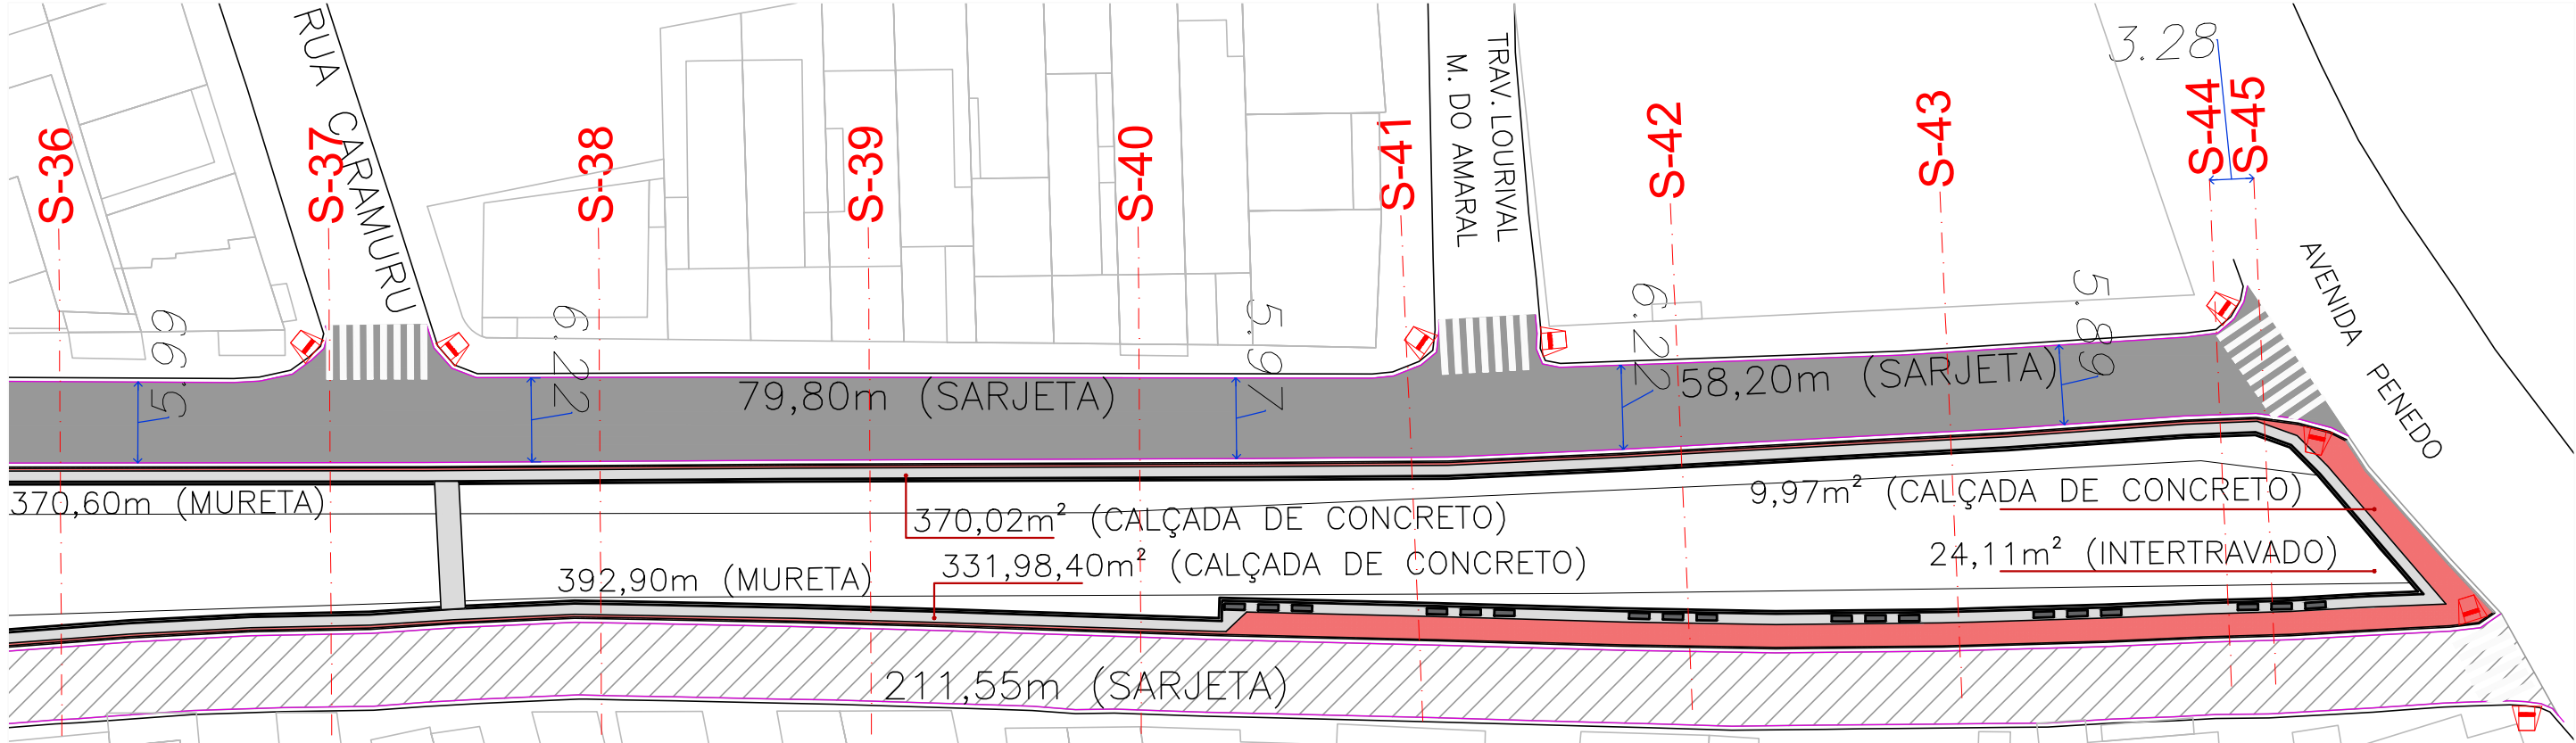 RUA CARAMURU
TRAV. LOURIVAL
M. DO AMARAL
3.28
S-36
S-37
S-38
S-39
S-40
S-41
S-42
S-43
S-44
S-45
AVENIDA PENEDO
5.99
6.22
5.97
6.22
5.89
79,80m (SARJETA)
58,20m (SARJETA)
370,60m (MURETA)
370,02m² (CALÇADA DE CONCRETO)
9,97m² (CALÇADA DE CONCRETO)
392,90m (MURETA)
331,98,40m² (CALÇADA DE CONCRETO)
24,11m² (INTERTRAVADO)
211,55m (SARJETA)